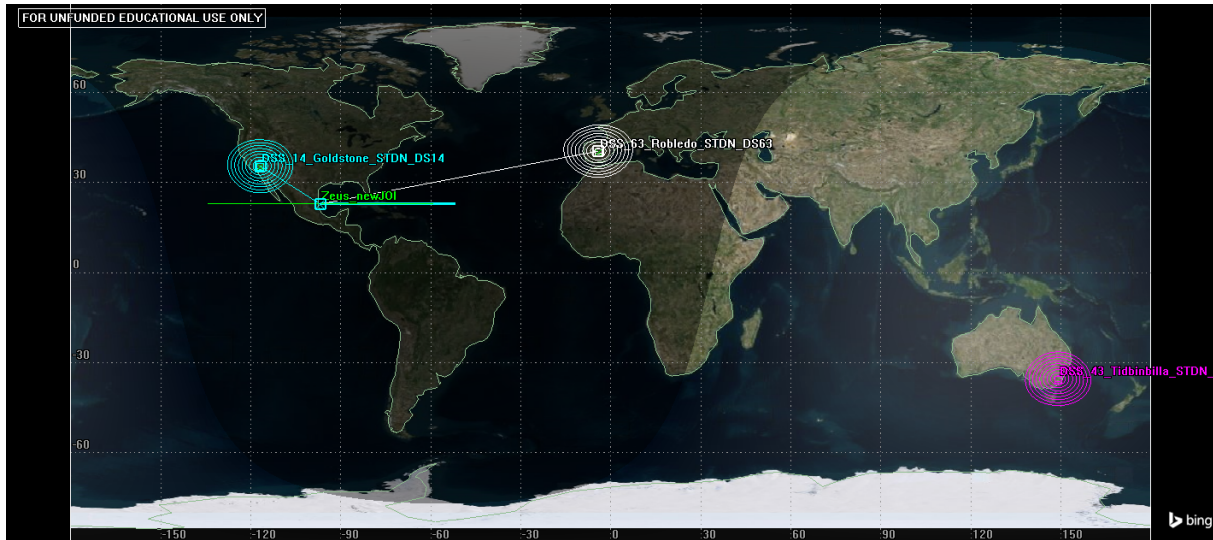 FOR UNFUNDED EDUCATIONAL USE ONLY
60
DSS_14_Goldstone_STDN_DS14
DSS_63_Robledo_STDN_DS63
30
Zeus_newJOI
0
-30
DSS_43_Tidbinbilla_STDN_
-60
-150
-120
-90
-60
-30
0
30
60
90
120
150
bing